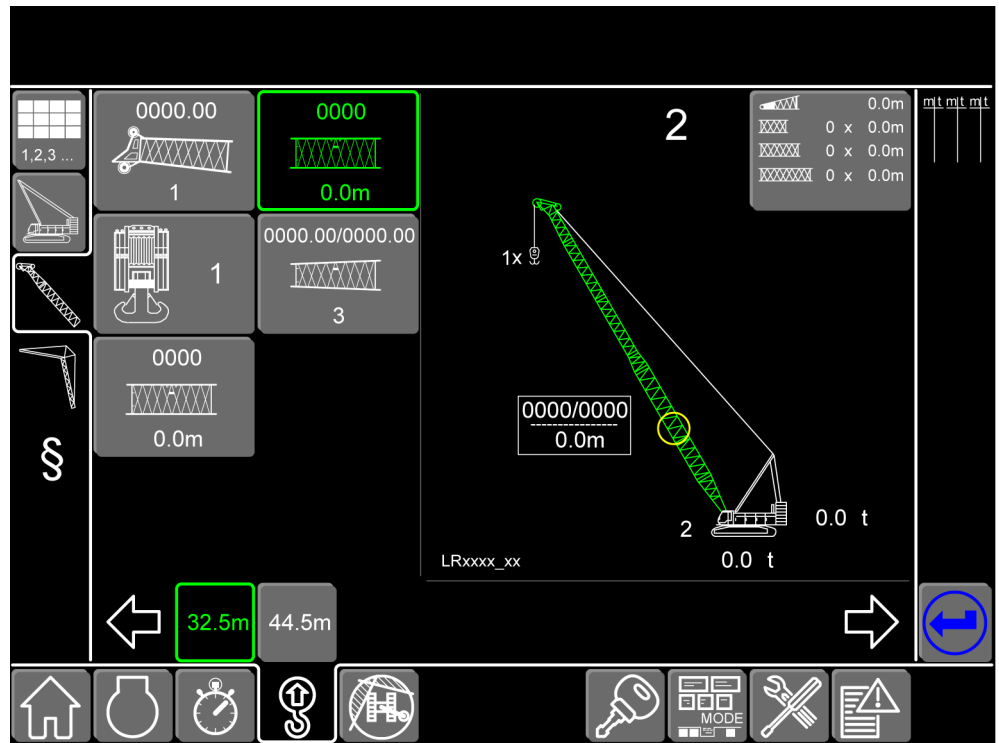 1,2,3 ...
0000.00
1
0000
0.0m
1
0000.00/0000.00
3
0000
0.0m
§
32.5m
44.5m
2
0.0m
0 x 0.0m
0 x 0.0m
0 x 0.0m
m|t m|t m|t
1x
0000/0000
0.0m
2
0.0 t
0.0 t
LRxxxx_xx
MODE